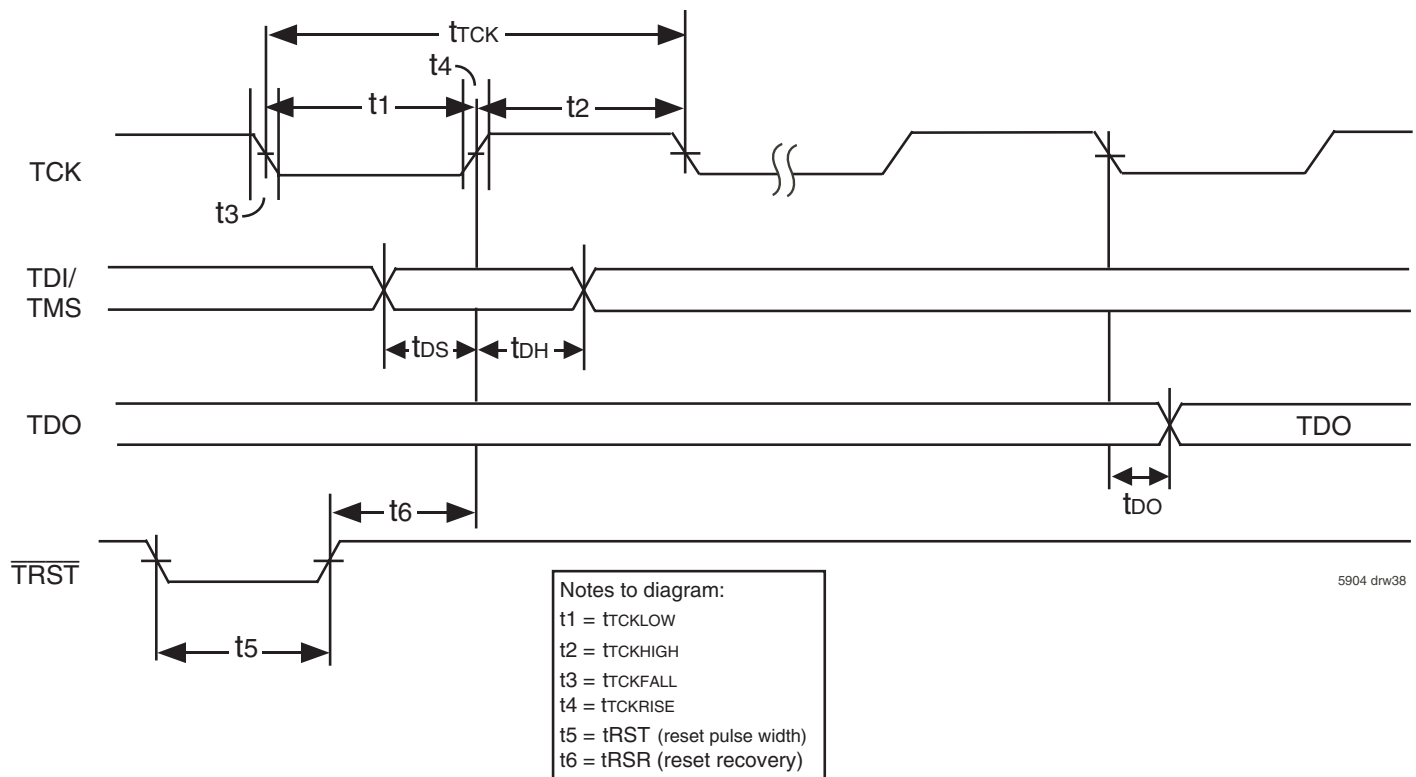 tTCK
t4
t1
t2
TCK
t3
TDI/
TMS
tDS
tDH
TDO
TDO
t6
tDO
TRST
5904 drw38
t5
Notes to diagram:
t1 = tTCKLOW
t2 = tTCKHIGH
t3 = tTCKFALL
t4 = tTCKRISE
t5 = tRST (reset pulse width)
t6 = tRSR (reset recovery)